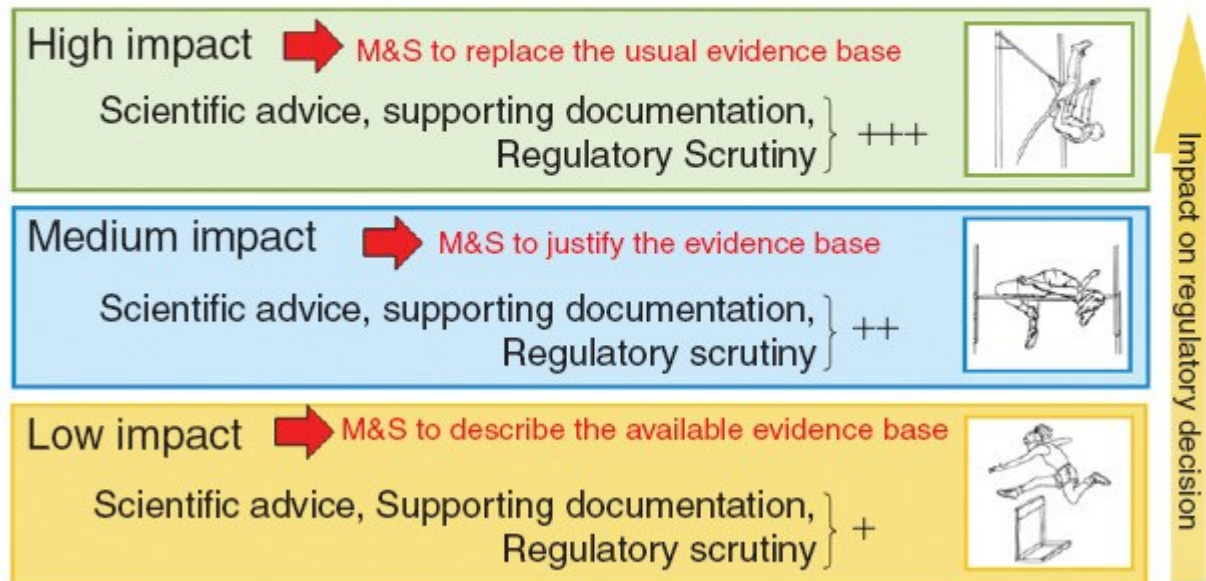 High impact
M&S to replace the usual evidence base
Scientific advice, supporting documentation,
Regulatory Scrutiny
+++
Medium impact
M&S to justify the evidence base
Scientific advice, supporting documentation,
Regulatory scrutiny
++
Low impact
M&S to describe the available evidence base
Scientific advice, Supporting documentation,
Regulatory scrutiny
+
Impact on regulatory decision